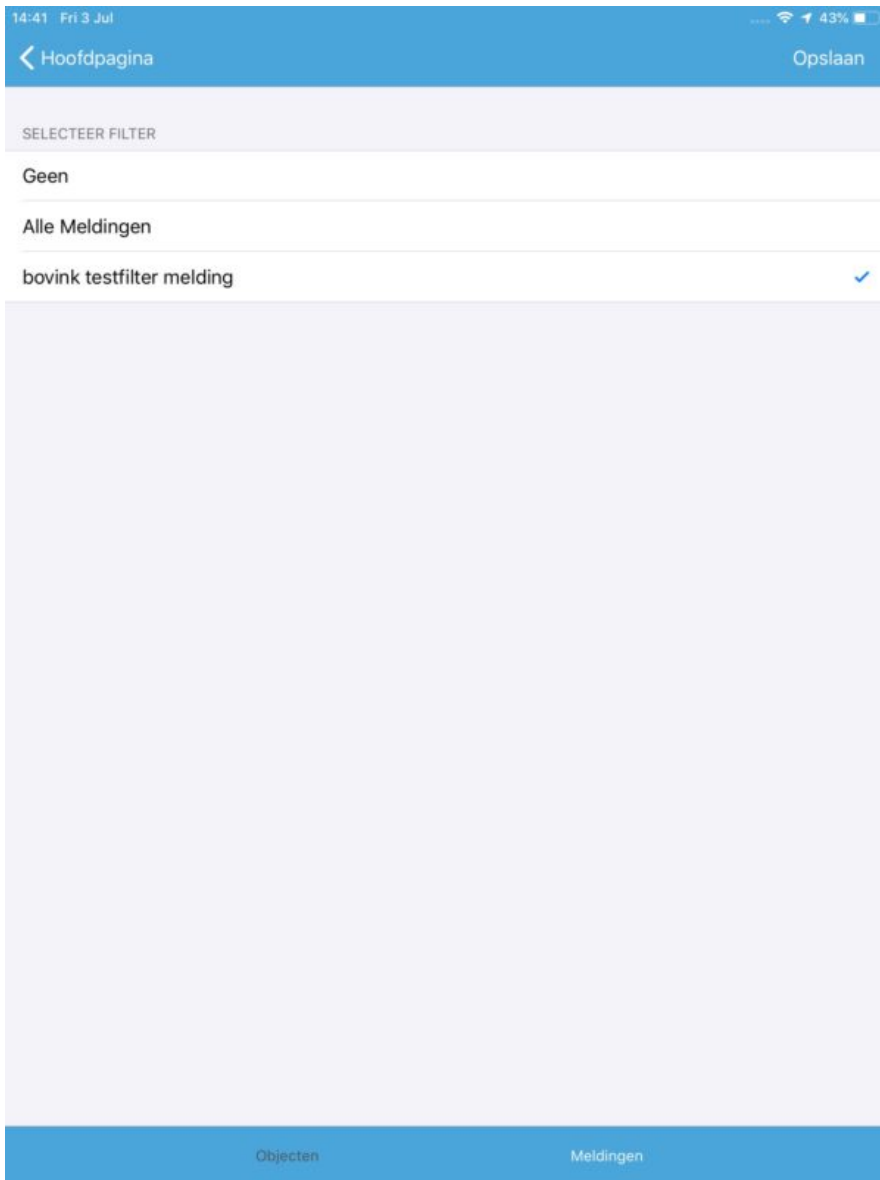 14:41 Fri 3 Jul 43%
Hoofdpagina Opslaan
SELECTEER FILTER
Geen
Alle Meldingen
bovink testfilter melding
Objecten Meldingen